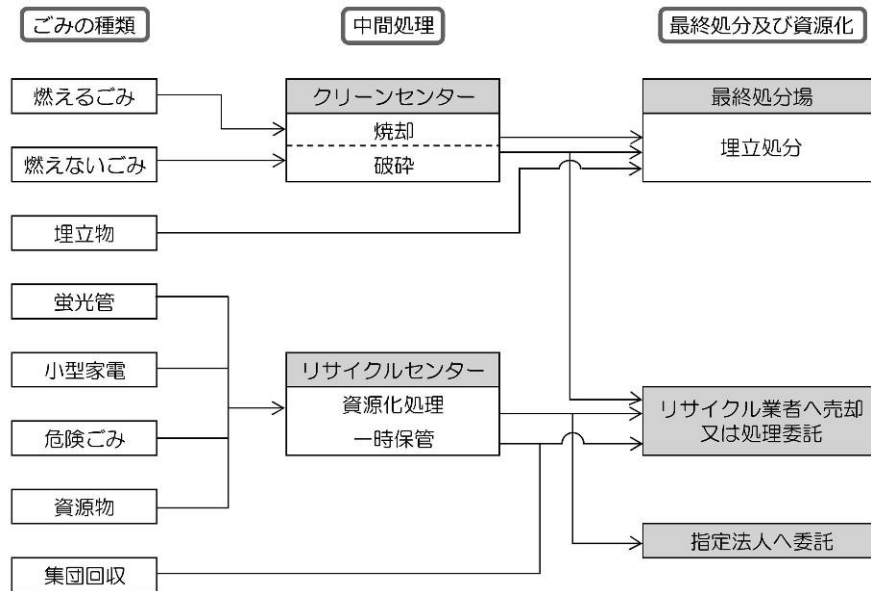 ごみの種類
中間処理
最終処分及び資源化
燃えるごみ
燃えないごみ
埋立物
蛍光管
小型家電
危険ごみ
資源物
集団回収
クリーンセンター
焼却
破砕
リサイクルセンター
資源化処理
一時保管
最終処分場
埋立処分
リサイクル業者へ売却
又は処理委託
指定法人へ委託